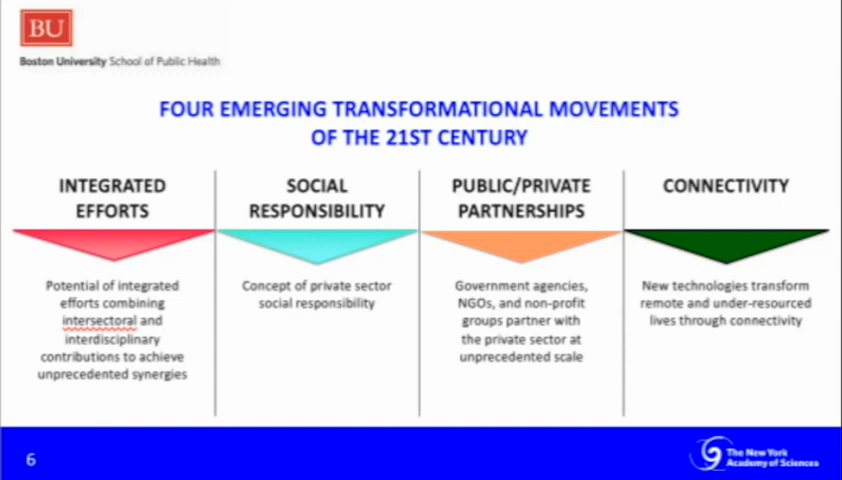 BU
Boston University School of Public Health
FOUR EMERGING TRANSFORMATIONAL MOVEMENTS
OF THE 21ST CENTURY
INTEGRATED
EFFORTS
Potential of integrated
efforts combining
intersectoral and
interdisciplinary
contributions to achieve
unprecedented synergies
SOCIAL
RESPONSIBILITY
Concept of private sector
social responsibility
PUBLIC/PRIVATE
PARTNERSHIPS
Government agencies,
NGOs, and non-profit
groups partner with
the private sector at
unprecedented scale
CONNECTIVITY
New technologies transform
remote and under-resourced
lives through connectivity
6
The New York
Academy of Sciences